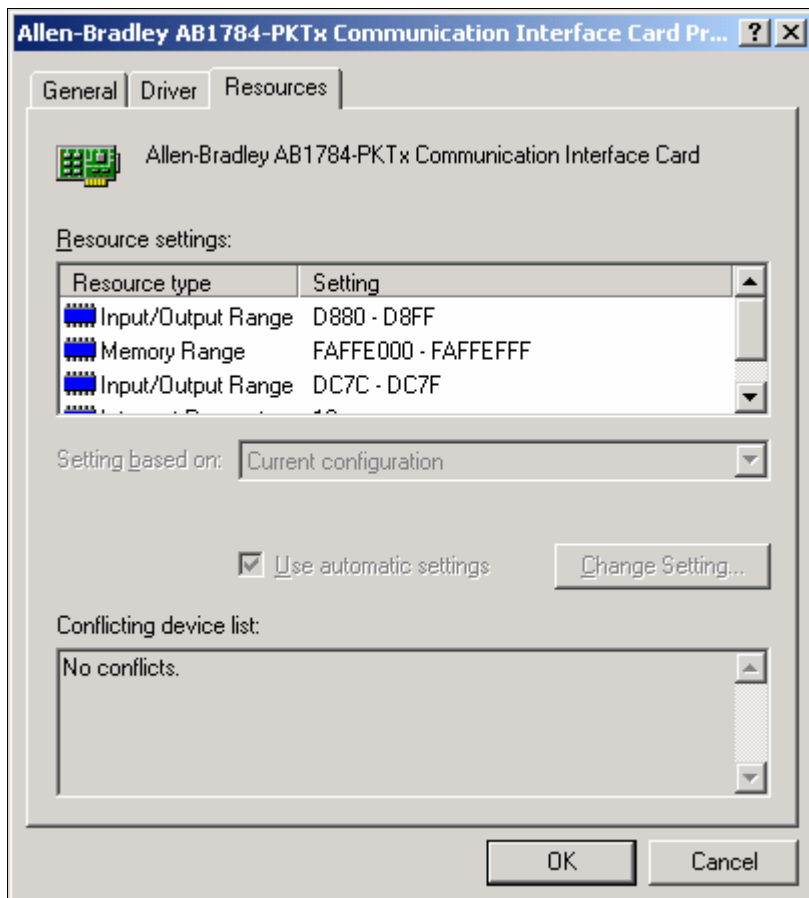 Allen-Bradley AB1784-PKTx Communication Interface Card Pr...
General Driver Resources
Allen-Bradley AB1784-PKTx Communication Interface Card
Resource settings:
Resource type Setting
Input/Output Range D880 - D8FF
Memory Range FAFFE000 - FAFFEFFF
Input/Output Range DC7C - DC7F
Setting based on: Current configuration
Use automatic settings Change Setting...
Conflicting device list:
No conflicts.
OK Cancel